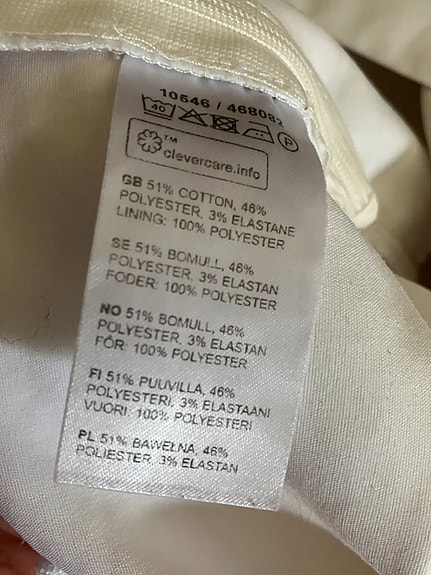 10546 / 468082
40 P
™
clevercare.info
GB 51% COTTON, 46%
POLYESTER, 3% ELASTANE
LINING: 100% POLYESTER
SE 51% BOMULL, 46%
POLYESTER, 3% ELASTAN
FODER: 100% POLYESTER
NO 51% BOMULL, 46%
POLYESTER, 3% ELASTAN
FÔR: 100% POLYESTER
FI 51% PUUVILLA, 46%
POLYESTERI, 3% ELASTAANI
VUORI: 100% POLYESTERI
PL 51% BAWEŁNA, 46%
POLIESTER, 3% ELASTAN